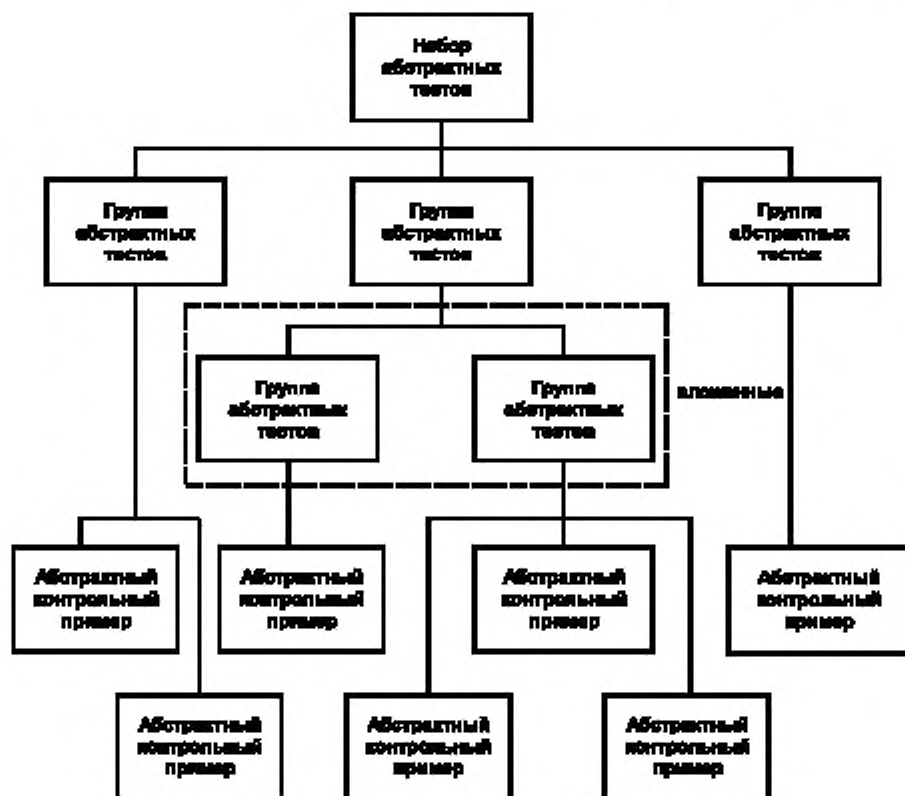 Набор
абстрактных
тестов
Группа
абстрактных
тестов
Группа
абстрактных
тестов
Группа
абстрактных
тестов
Группа
абстрактных
тестов
Группа
абстрактных
тестов
вложенные
Абстрактный
контрольный
пример
Абстрактный
контрольный
пример
Абстрактный
контрольный
пример
Абстрактный
контрольный
пример
Абстрактный
контрольный
пример
Абстрактный
контрольный
пример
Абстрактный
контрольный
пример